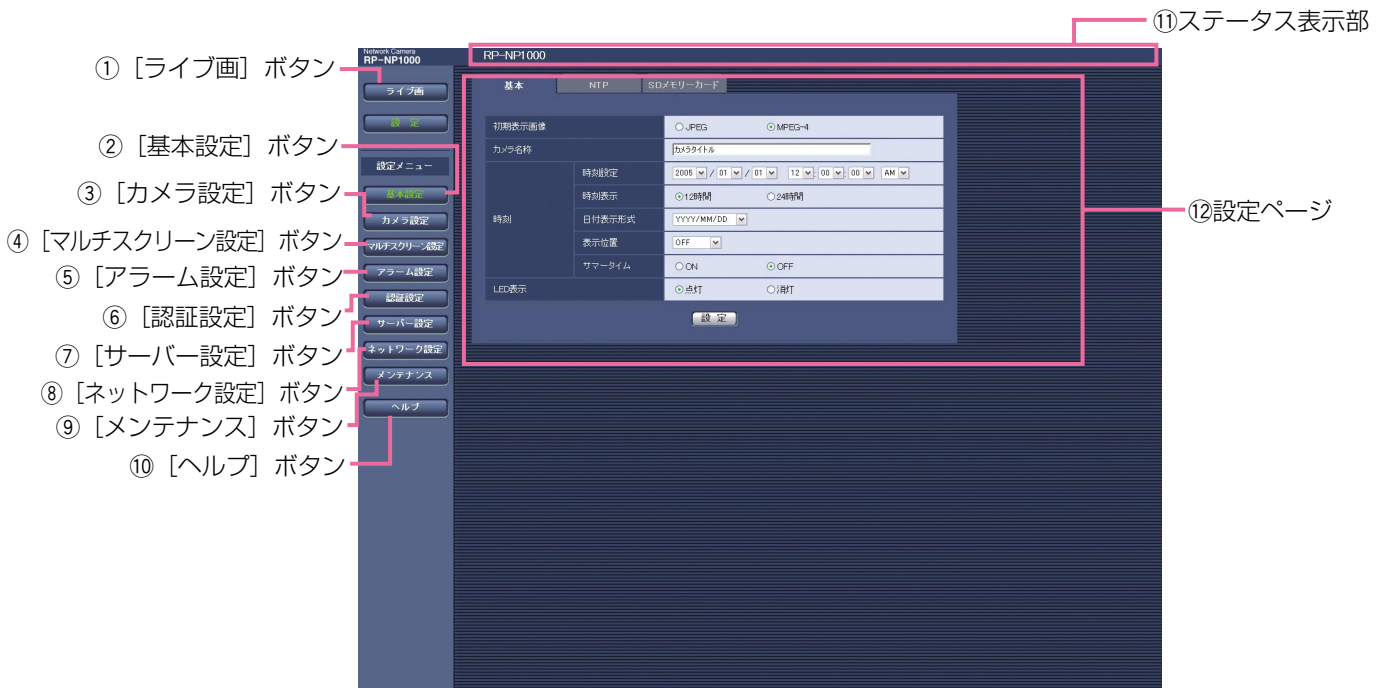 ⑪ステータス表示部
①［ライブ画］ボタン
②［基本設定］ボタン
③［カメラ設定］ボタン
④［マルチスクリーン設定］ボタン
⑤［アラーム設定］ボタン
⑥［認証設定］ボタン
⑦［サーバー設定］ボタン
⑧［ネットワーク設定］ボタン
⑨［メンテナンス］ボタン
⑩［ヘルプ］ボタン
Network Camera
RP-NP1000
ライブ画
設 定
設定メニュー
基本設定
カメラ設定
マルチスクリーン設定
アラーム設定
認証設定
サーバー設定
ネットワーク設定
メンテナンス
ヘルプ
RP-NP1000
基本 NTP SDメモリーカード
初期表示画像 JPEG MPEG-4
カメラ名称 カメラタイトル
時刻
時刻設定 2005 / 01 / 01 12 : 00 : 00 AM
時刻表示 12時間 24時間
日付表示形式 YYYY/MM/DD
表示位置 OFF
サマータイム ON OFF
LED表示 点灯 消灯
設 定
⑫設定ページ